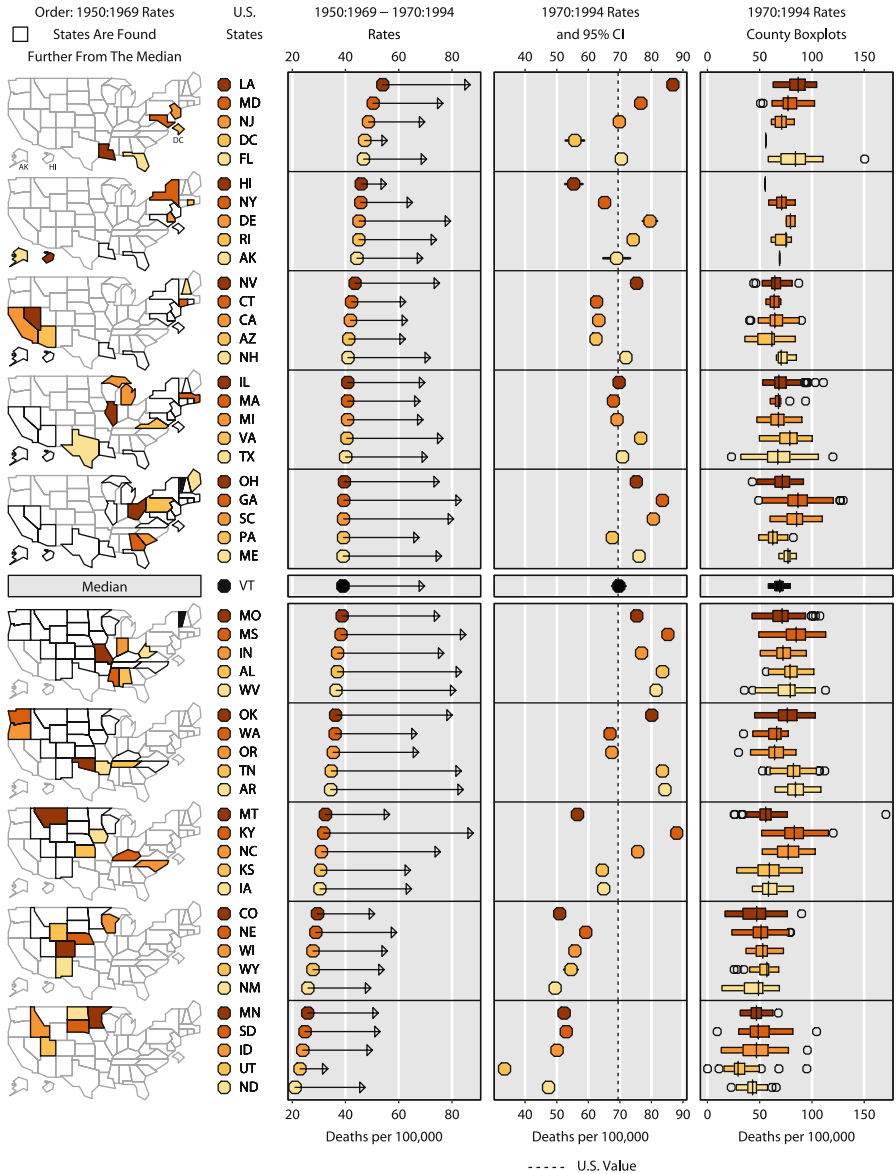 Order: 1950:1969 Rates
States Are Found
Further From The Median
U.S.
States
1950:1969 – 1970:1994
Rates
1970:1994 Rates
and 95% CI
1970:1994 Rates
County Boxplots
DC
AK HI
LA
MD
NJ
DC
FL
HI
NY
DE
RI
AK
NV
CT
CA
AZ
NH
IL
MA
MI
VA
TX
OH
GA
SC
PA
ME
Median
VT
MO
MS
IN
AL
WV
OK
WA
OR
TN
AR
MT
KY
NC
KS
IA
CO
NE
WI
WY
NM
MN
SD
ID
UT
ND
20 40 60 80
40 50 60 70 80 90
0 50 100 150
20 40 60 80
40 50 60 70 80 90
0 50 100 150
Deaths per 100,000
Deaths per 100,000
Deaths per 100,000
U.S. Value